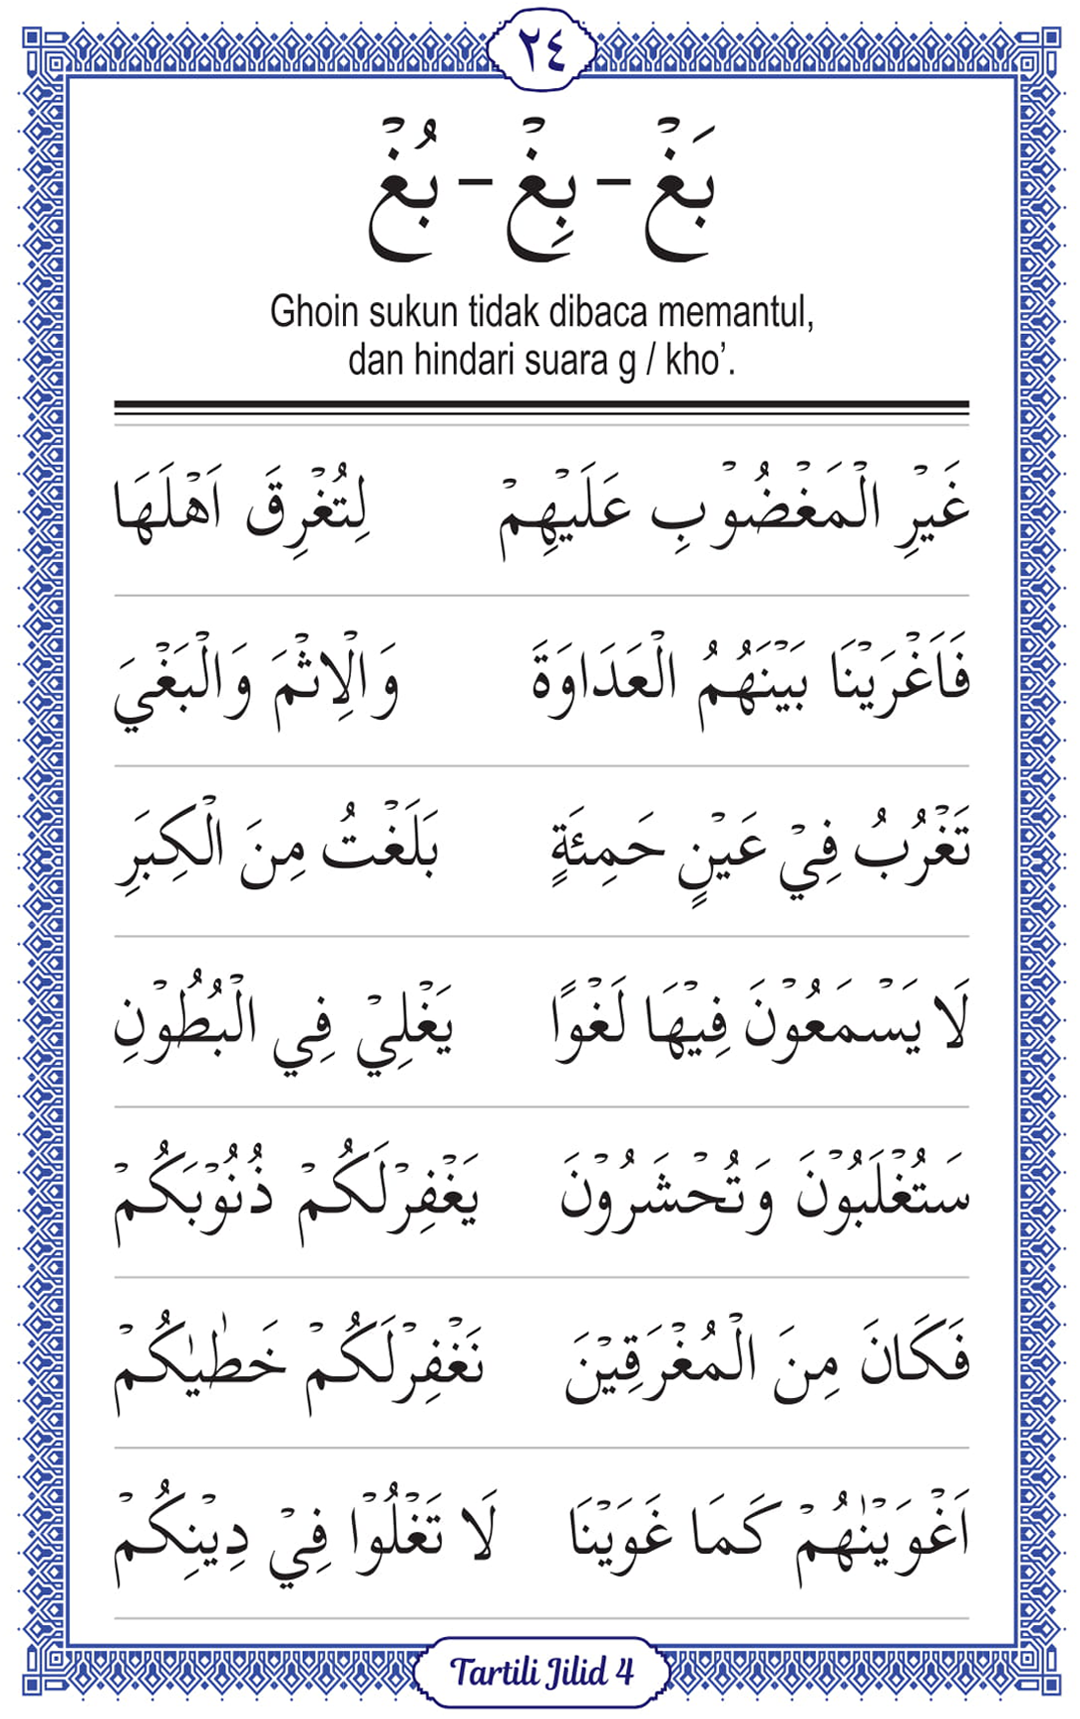 ٢٤
بَغْ - بِغْ - بُغْ
Ghoin sukun tidak dibaca memantul,
dan hindari suara g / kho’.
غَيْرِ الْمَغْضُوْبِ عَلَيْهِمْ لِتُغْرِقَ اَهْلَهَا
فَاَغْرَيْنَا بَيْنَهُمُ الْعَدَاوَةَ وَالْاِثْمَ وَالْبَغْيَ
تَغْرُبُ فِيْ عَيْنٍ حَمِئَةٍ بَلَغْتُ مِنَ الْكِبَرِ
لَا يَسْمَعُوْنَ فِيْهَا لَغْوًا يَغْلِيْ فِي الْبُطُوْنِ
سَتُغْلَبُوْنَ وَتُحْشَرُوْنَ يَغْفِرْلَكُمْ ذُنُوْبَكُمْ
فَكَانَ مِنَ الْمُغْرَقِيْنَ نَغْفِرْلَكُمْ خَطٰيٰكُمْ
اَغْوَيْنٰهُمْ كَمَا غَوَيْنَا لَا تَغْلُوْا فِيْ دِيْنِكُمْ
Tartili Jilid 4